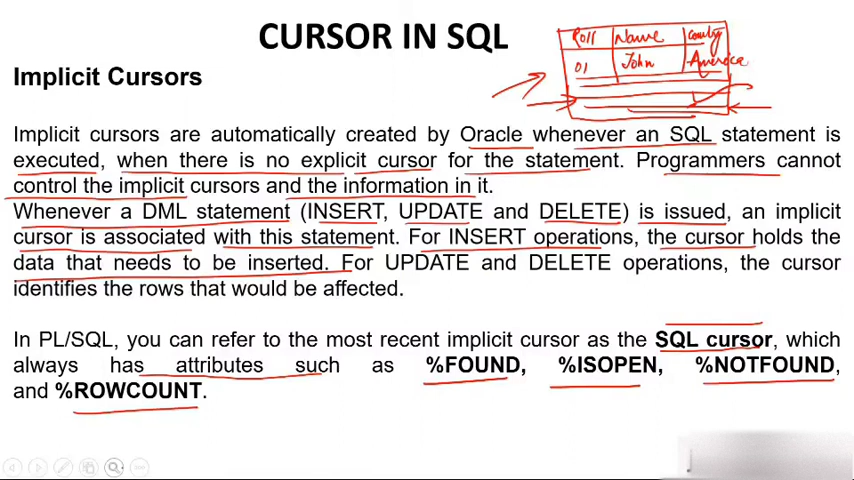 CURSOR IN SQL
Roll Name country
01 John America
Implicit Cursors
Implicit cursors are automatically created by Oracle whenever an SQL statement is
executed, when there is no explicit cursor for the statement. Programmers cannot
control the implicit cursors and the information in it.
Whenever a DML statement (INSERT, UPDATE and DELETE) is issued, an implicit
cursor is associated with this statement. For INSERT operations, the cursor holds the
data that needs to be inserted. For UPDATE and DELETE operations, the cursor
identifies the rows that would be affected.
In PL/SQL, you can refer to the most recent implicit cursor as the SQL cursor, which
always has attributes such as %FOUND, %ISOPEN, %NOTFOUND,
and %ROWCOUNT.